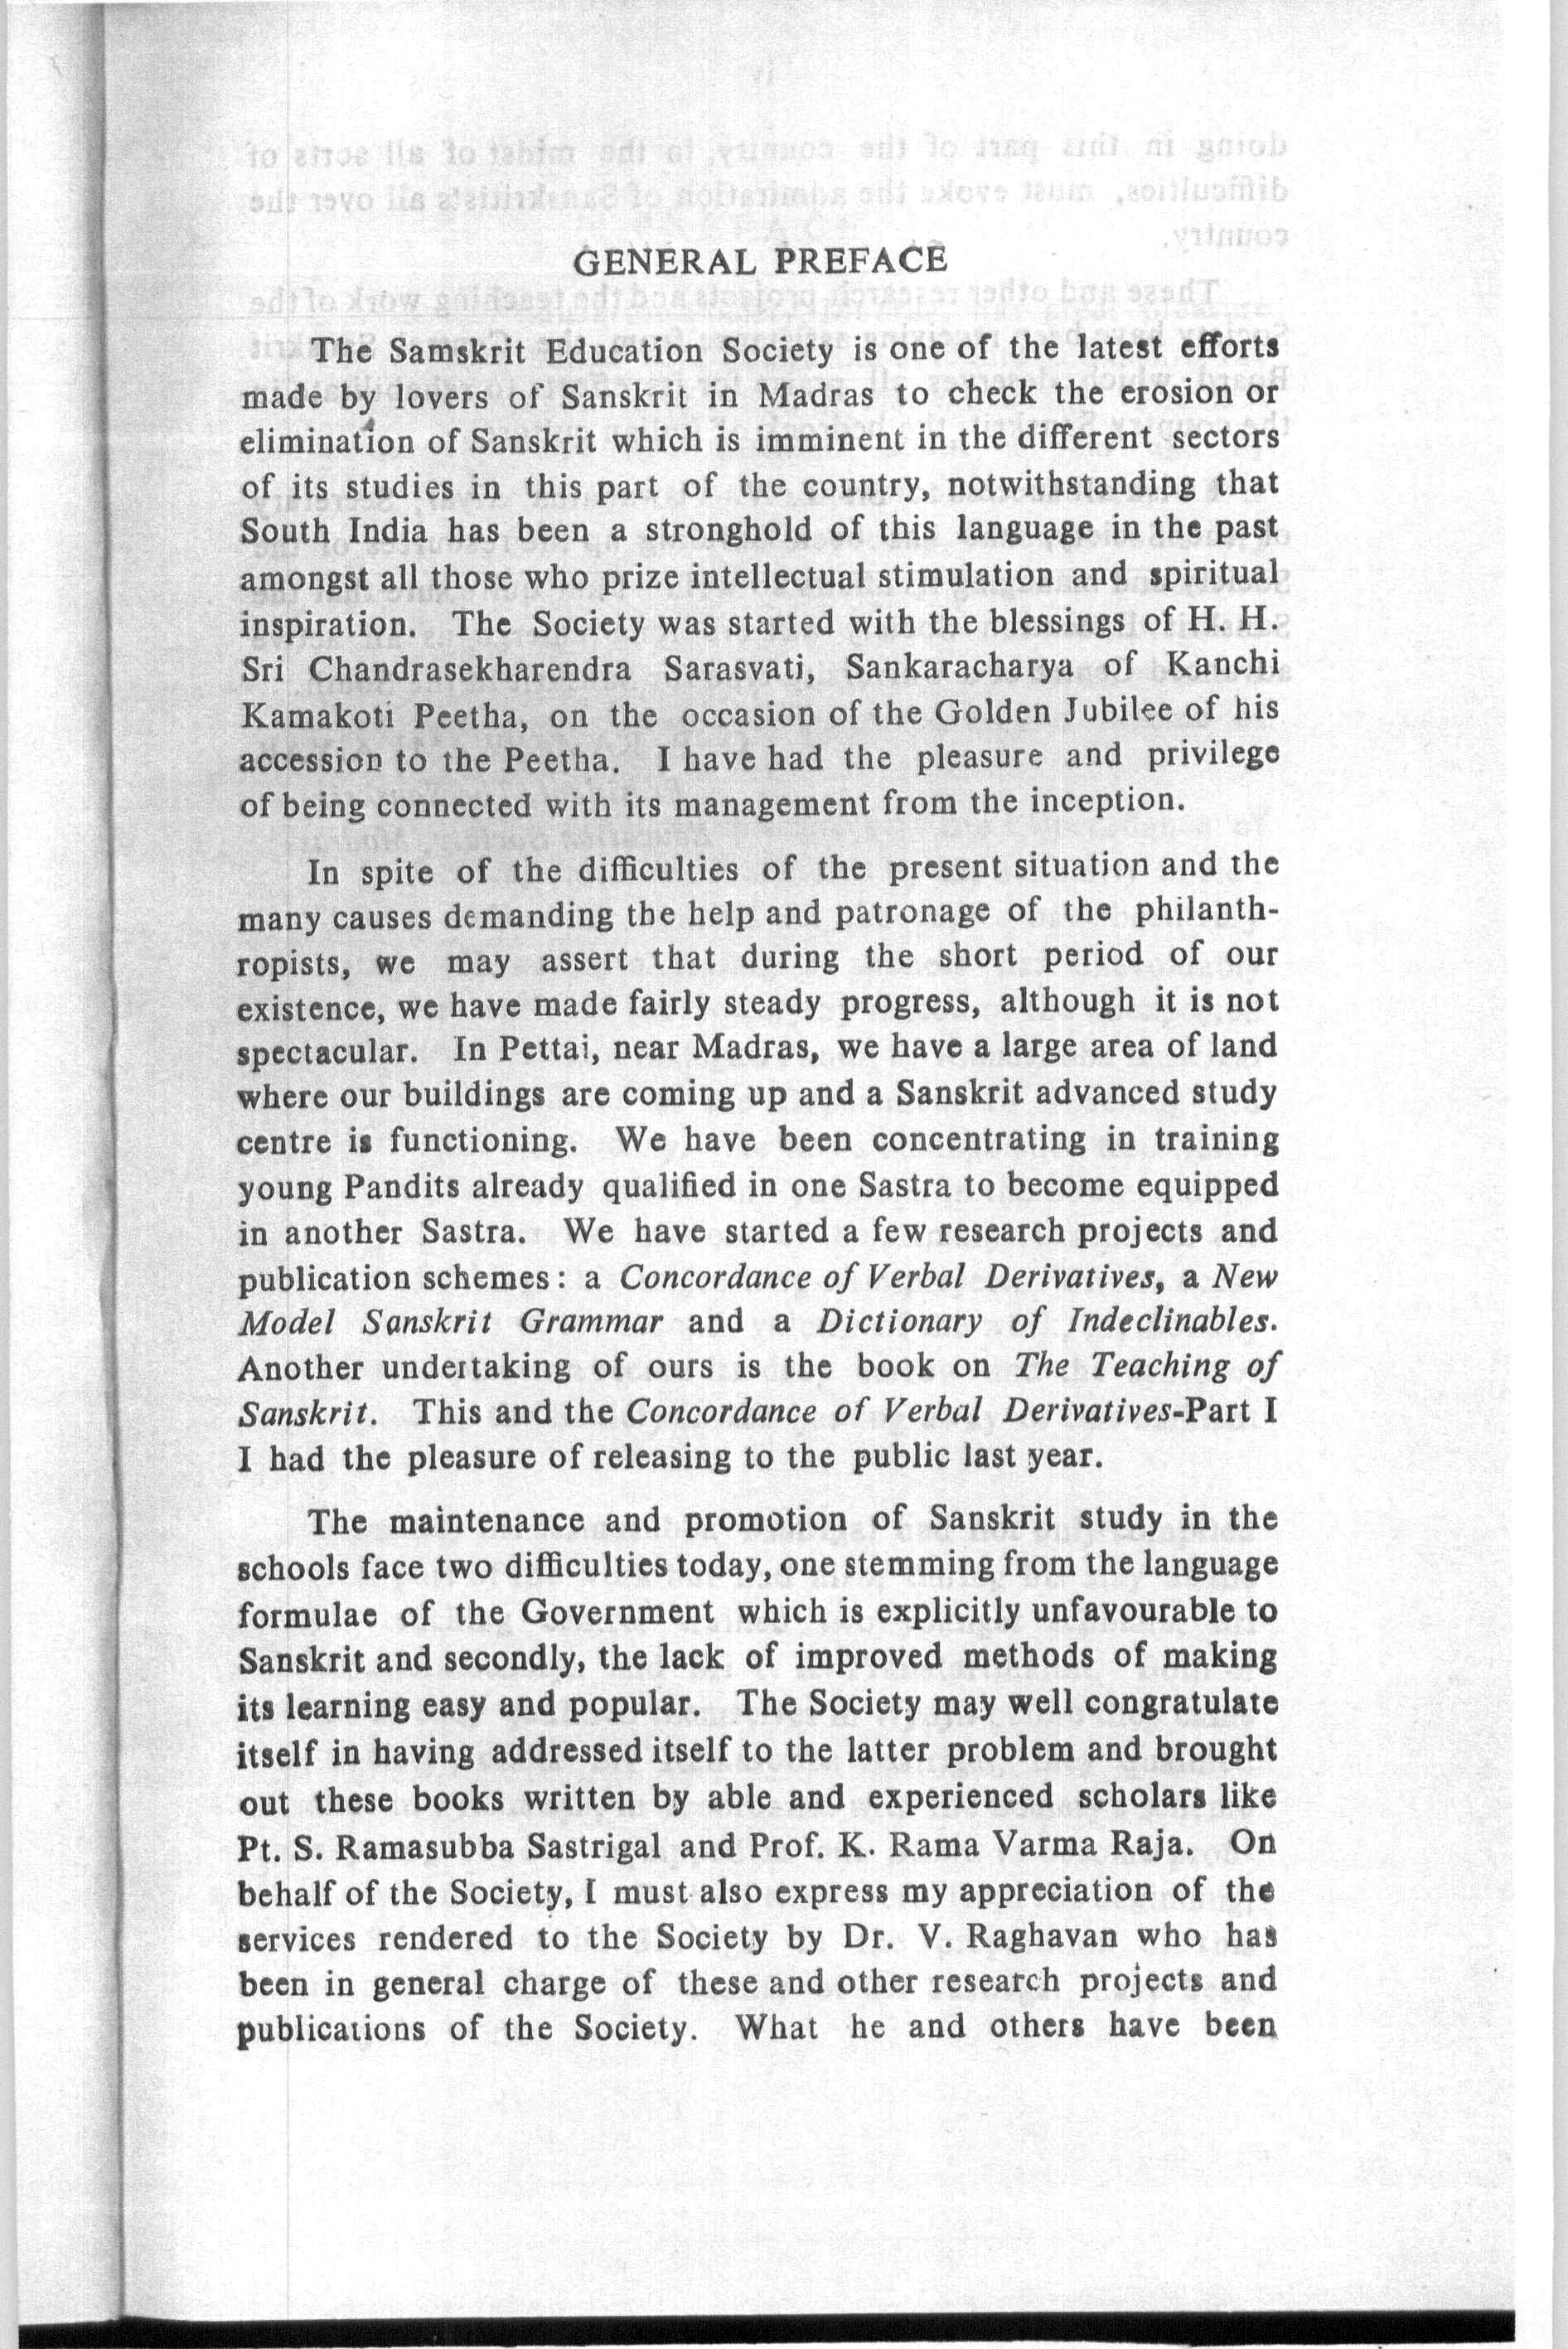 GENERAL PREFACE
The Samskrit Education Society is one of the latest efforts
made by lovers of Sanskrit in Madras to check the erosion or
elimination of Sanskrit which is imminent in the different sectors
of its studies in this part of the country, notwithstanding that
South India has been a stronghold of this language in the past
amongst all those who prize intellectual stimulation and spiritual
inspiration. The Society was started with the blessings of H. H.
Sri Chandrasekharendra Sarasvati, Sankaracharya of Kanchi
Kamakoti Peetha, on the occasion of the Golden Jubilee of his
accession to the Peetha. I have had the pleasure and privilege
of being connected with its management from the inception.
In spite of the difficulties of the present situation and the
many causes demanding the help and patronage of the philanth-
ropists, we may assert that during the short period of our
existence, we have made fairly steady progress, although it is not
spectacular. In Pettai, near Madras, we have a large area of land
where our buildings are coming up and a Sanskrit advanced study
centre is functioning. We have been concentrating in training
young Pandits already qualified in one Sastra to become equipped
in another Sastra. We have started a few research projects and
publication schemes : a Concordance of Verbal Derivatives, a New
Model Sanskrit Grammar and a Dictionary of Indeclinables.
Another undertaking of ours is the book on The Teaching of
Sanskrit. This and the Concordance of Verbal Derivatives-Part I
I had the pleasure of releasing to the public last year.
The maintenance and promotion of Sanskrit study in the
schools face two difficulties today, one stemming from the language
formulae of the Government which is explicitly unfavourable to
Sanskrit and secondly, the lack of improved methods of making
its learning easy and popular. The Society may well congratulate
itself in having addressed itself to the latter problem and brought
out these books written by able and experienced scholars like
Pt. S. Ramasubba Sastrigal and Prof. K. Rama Varma Raja. On
behalf of the Society, I must also express my appreciation of the
services rendered to the Society by Dr. V. Raghavan who has
been in general charge of these and other research projects and
publications of the Society. What he and others have been